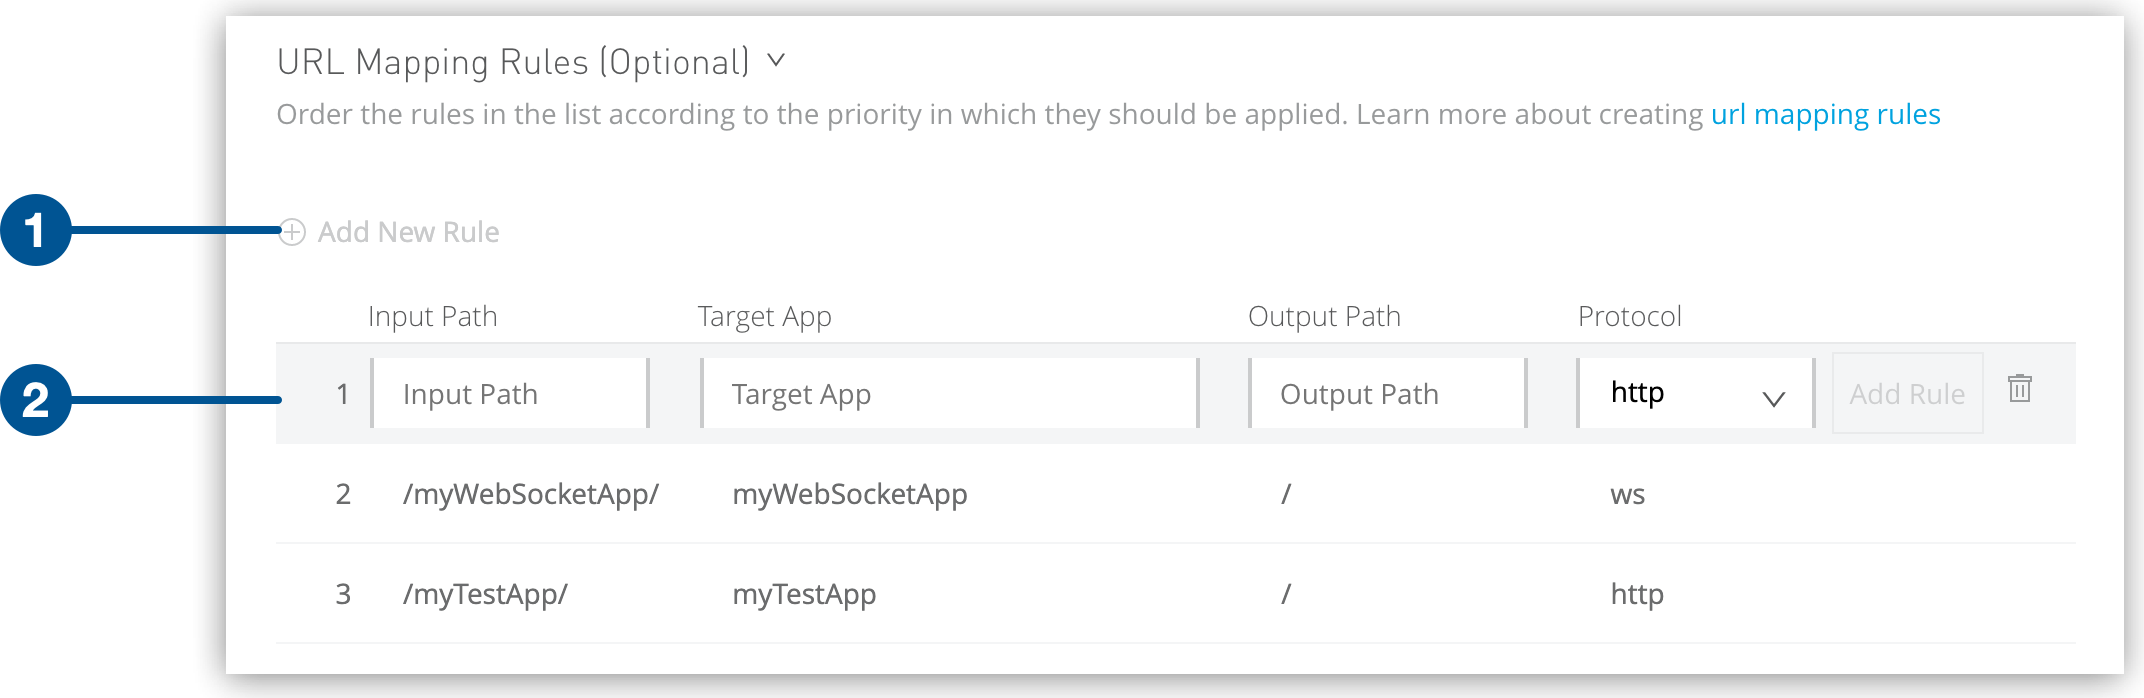 URL Mapping Rules (Optional)
Order the rules in the list according to the priority in which they should be applied. Learn more about creating url mapping rules
1 Add New Rule
Input Path Target App Output Path Protocol
2 1 Input Path Target App Output Path http Add Rule
2 /myWebSocketApp/ myWebSocketApp / ws
3 /myTestApp/ myTestApp / http